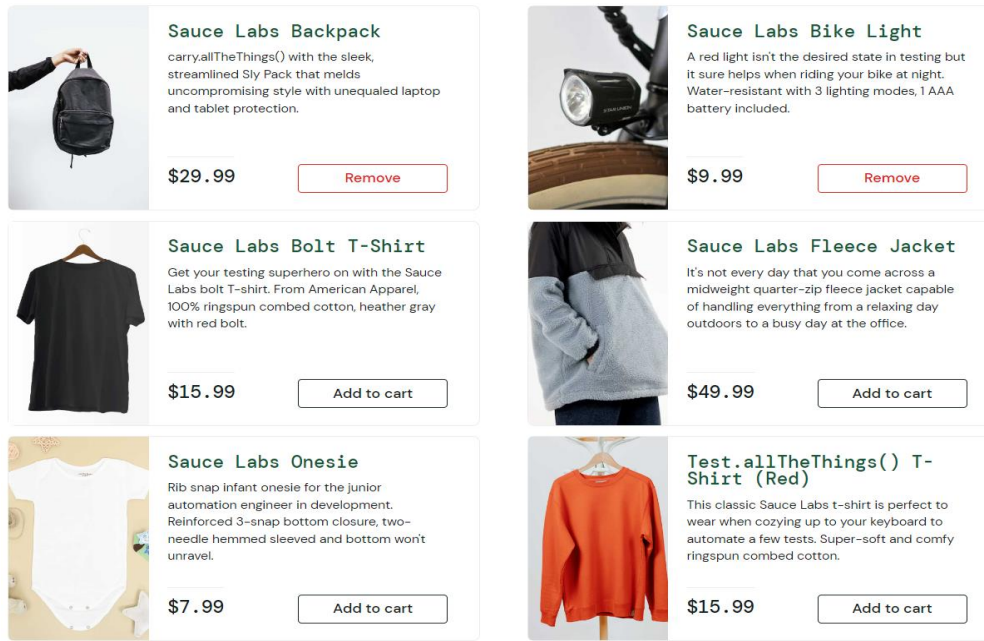 Sauce Labs Backpack
carry.allTheThings() with the sleek,
streamlined Sly Pack that melds
uncompromising style with unequaled laptop
and tablet protection.
$29.99
Remove
Sauce Labs Bike Light
A red light isn't the desired state in testing but
it sure helps when riding your bike at night.
Water-resistant with 3 lighting modes, 1 AAA
battery included.
$9.99
Remove
Sauce Labs Bolt T-Shirt
Get your testing superhero on with the Sauce
Labs bolt T-shirt. From American Apparel,
100% ringspun combed cotton, heather gray
with red bolt.
$15.99
Add to cart
Sauce Labs Fleece Jacket
It's not every day that you come across a
midweight quarter-zip fleece jacket capable
of handling everything from a relaxing day
outdoors to a busy day at the office.
$49.99
Add to cart
Sauce Labs Onesie
Rib snap infant onesie for the junior
automation engineer in development.
Reinforced 3-snap bottom closure, two-
needle hemmed sleeved and bottom won't
unravel.
$7.99
Add to cart
Test.allTheThings() T-
Shirt (Red)
This classic Sauce Labs t-shirt is perfect to
wear when cozying up to your keyboard to
automate a few tests. Super-soft and comfy
ringspun combed cotton.
$15.99
Add to cart